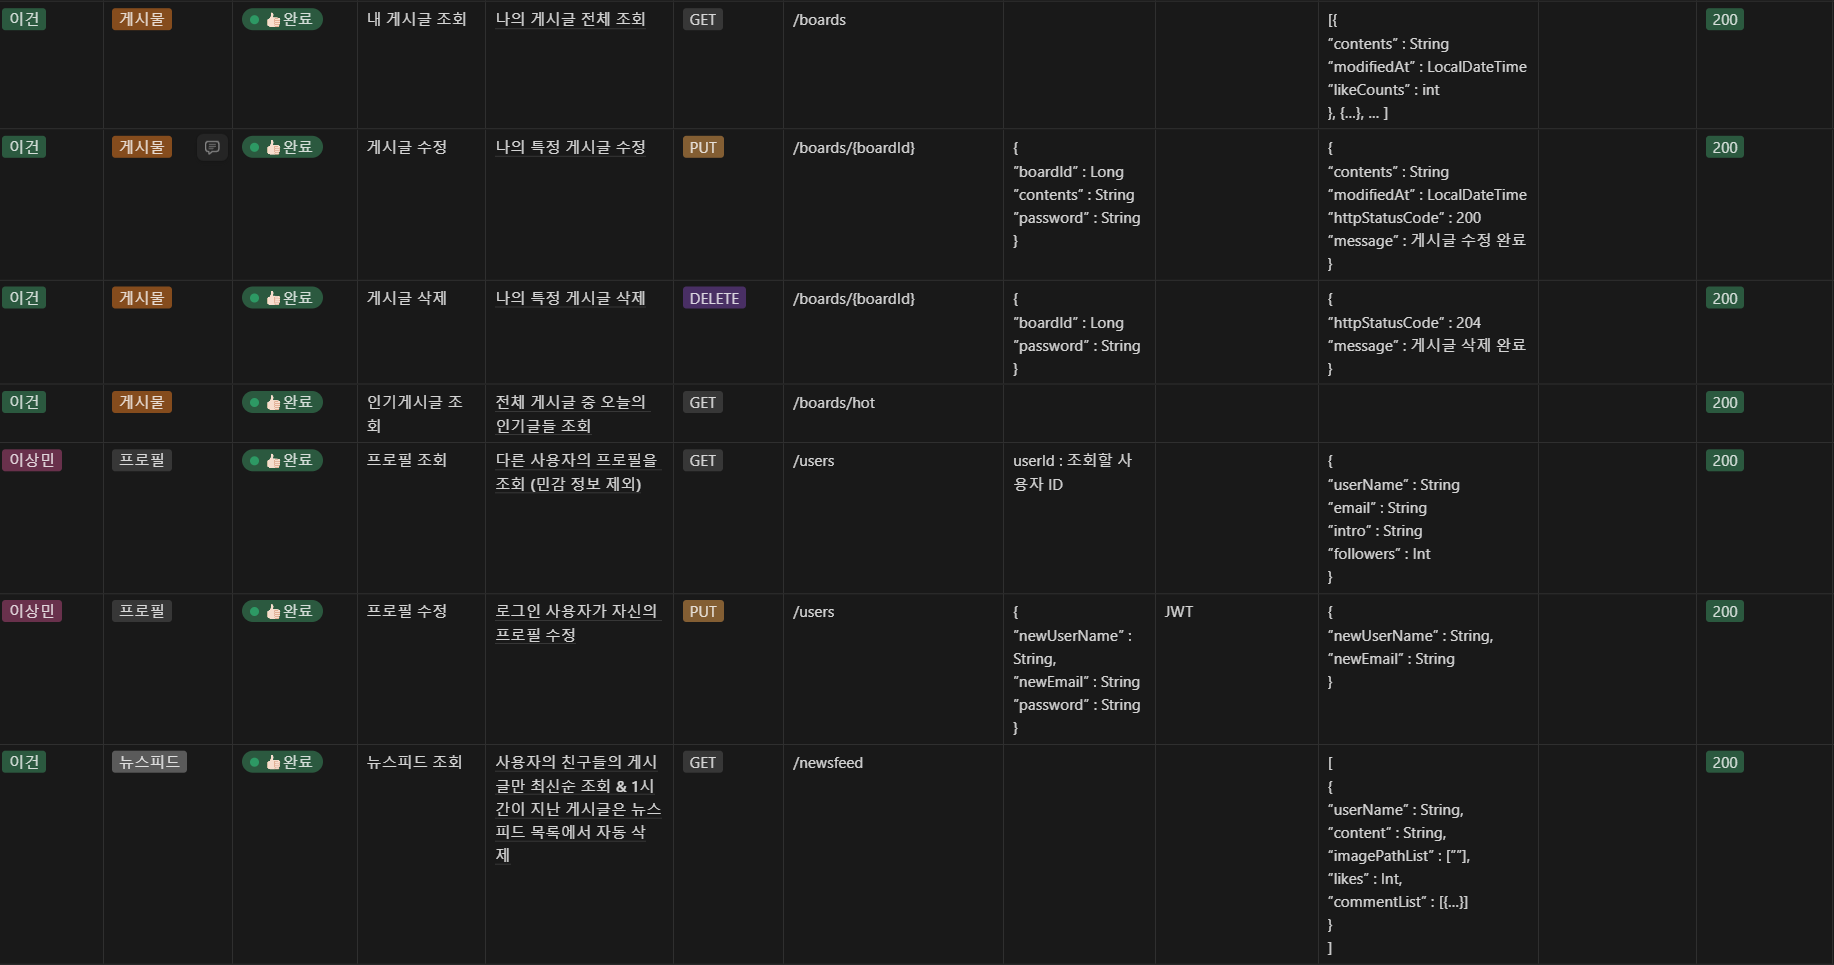 이건
게시물
👍🏻완료
내 게시글 조회
나의 게시글 전체 조회
GET
/boards
[{
“contents” : String
“modifiedAt” : LocalDateTime
“likeCounts” : int
}, {…}, … ]
200
이건
게시물
👍🏻완료
게시글 수정
나의 특정 게시글 수정
PUT
/boards/{boardId}
{
“boardId” : Long
“contents” : String
“password” : String
}
{
“contents” : String
“modifiedAt” : LocalDateTime
“httpStatusCode” : 200
“message” : 게시글 수정 완료
}
200
이건
게시물
👍🏻완료
게시글 삭제
나의 특정 게시글 삭제
DELETE
/boards/{boardId}
{
“boardId” : Long
“password” : String
}
{
“httpStatusCode” : 204
“message” : 게시글 삭제 완료
}
200
이건
게시물
👍🏻완료
인기게시글 조
회
전체 게시글 중 오늘의
인기글들 조회
GET
/boards/hot
200
이상민
프로필
👍🏻완료
프로필 조회
다른 사용자의 프로필을
조회 (민감 정보 제외)
GET
/users
userId : 조회할 사
용자 ID
{
“userName” : String
“email” : String
“intro” : String
“followers” : Int
}
200
이상민
프로필
👍🏻완료
프로필 수정
로그인 사용자가 자신의
프로필 수정
PUT
/users
{
“newUserName” :
String,
“newEmail” : String
“password” : String
}
JWT
{
“newUserName” : String,
“newEmail” : String
}
200
이건
뉴스피드
👍🏻완료
뉴스피드 조회
사용자의 친구들의 게시
글만 최신순 조회 & 1시
간이 지난 게시글은 뉴스
피드 목록에서 자동 삭
제
GET
/newsfeed
[
{
“userName” : String,
“content” : String,
“imagePathList” : [”“],
“likes” : Int,
“commentList” : [{…}]
}
]
200